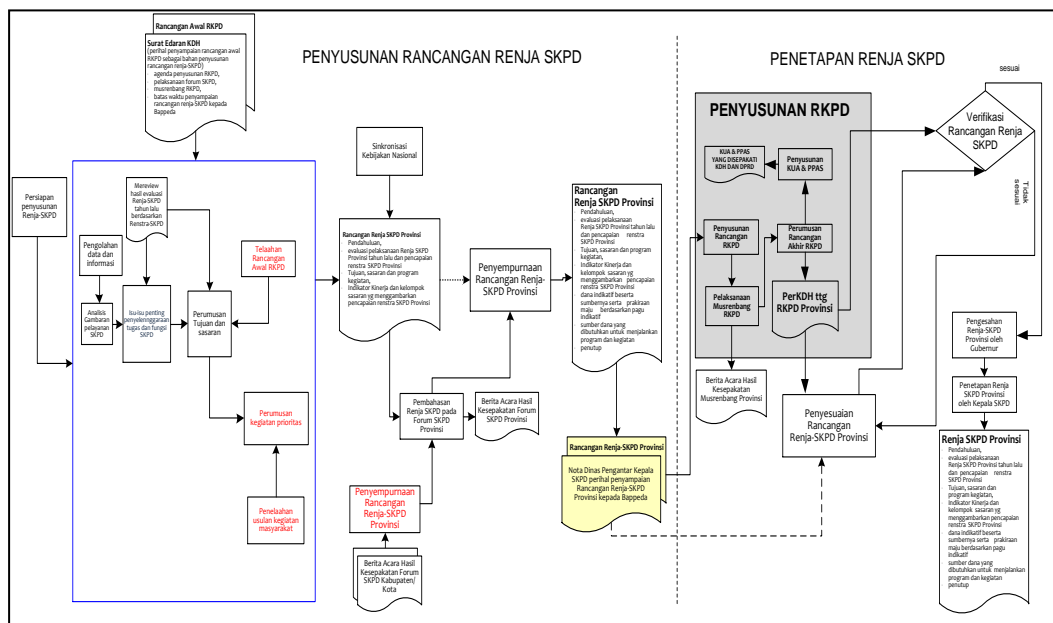 Rancangan Awal RKPD
Surat Edaran KDH
(perihal penyampaian rancangan awal
RKPD sebagai bahan penyusunan
rancangan renja-SKPD)
agenda penyusunan RKPD,
pelaksanaan forum SKPD,
musrenbang RKPD,
batas waktu penyampaian
rancangan renja-SKPD kepada
Bappeda
PENYUSUNAN RANCANGAN RENJA SKPD
Persiapan
penyusunan
Renja-SKPD
Mereview
hasil evaluasi
Renja-SKPD
tahun lalu
berdasarkan
Renstra-SKPD
Pengolahan
data dan
informasi
Analisis
Gambaran
pelayanan
SKPD
isu-isu penting
penyelenggaraan
tugas dan fungsi
SKPD
Perumusan
Tujuan dan
sasaran
Telaahan
Rancangan
Awal RKPD
Perumusan
kegiatan prioritas
Penelaahan
usulan kegiatan
masyarakat
Sinkronisasi
Kebijakan Nasional
Rancangan Renja SKPD Provinsi
Pendahuluan,
evaluasi pelaksanaan Renja SKPD
Provinsi tahun lalu dan pencapaian
renstra SKPD Provinsi
Tujuan, sasaran dan program
kegiatan,
Indikator Kinerja dan kelompok
sasaran yg menggambarkan
pencapaian renstra SKPD Provinsi
Penyempurnaan
Rancangan Renja-
SKPD Provinsi
Pembahasan
Renja SKPD pada
Forum SKPD
Provinsi
Berita Acara Hasil
Kesepakatan Forum
SKPD Provinsi
Penyempurnaan
Rancangan
Renja-SKPD
Provinsi
Berita Acara Hasil
Kesepakatan Forum
SKPD Kabupaten/
Kota
Rancangan
Renja SKPD Provinsi
Pendahuluan,
evaluasi pelaksanaan
Renja SKPD Provinsi tahun lalu
dan pencapaian renstra
SKPD Provinsi
Tujuan, sasaran dan program
kegiatan,
Indikator Kinerja dan
kelompok sasaran yg
menggambarkan pencapaian
renstra SKPD Provinsi
dana indikatif beserta
sumbernya serta prakiraan
maju berdasarkan pagu
indikatif
sumber dana yang
dibutuhkan untuk menjalankan
program dan kegiatan
penutup
Rancangan Renja-SKPD Provinsi
Nota Dinas Pengantar Kepala
SKPD perihal penyampaian
Rancangan Renja-SKPD
Provinsi kepada Bappeda
PENETAPAN RENJA SKPD
PENYUSUNAN RKPD
KUA & PPAS
YANG DISEPAKATI
KDH DAN DPRD
Penyusunan
KUA & PPAS
Penyusunan
Rancangan
RKPD
Perumusan
Rancangan
Akhir RKPD
Pelaksanaan
Musrenbang
RKPD
PerKDH ttg
RKPD Provinsi
Berita Acara Hasil
Kesepakatan
Musrenbang Provinsi
Penyesuaian
Rancangan
Renja-SKPD Provinsi
sesuai
Verifikasi
Rancangan Renja
SKPD
Tidak
sesuai
Pengesahan
Renja-SKPD
Provinsi oleh
Gubernur
Penetapan Renja
SKPD Provinsi
oleh Kepala SKPD
Renja SKPD Provinsi
Pendahuluan,
evaluasi pelaksanaan
Renja SKPD Provinsi tahun lalu
dan pencapaian renstra
SKPD Provinsi
Tujuan, sasaran dan
program kegiatan,
Indikator Kinerja dan
kelompok sasaran yg
menggambarkan pencapaian
renstra SKPD Provinsi
dana indikatif beserta
sumbernya serta prakiraan
maju berdasarkan pagu
indikatif
sumber dana yang
dibutuhkan untuk menjalankan
program dan kegiatan
penutup